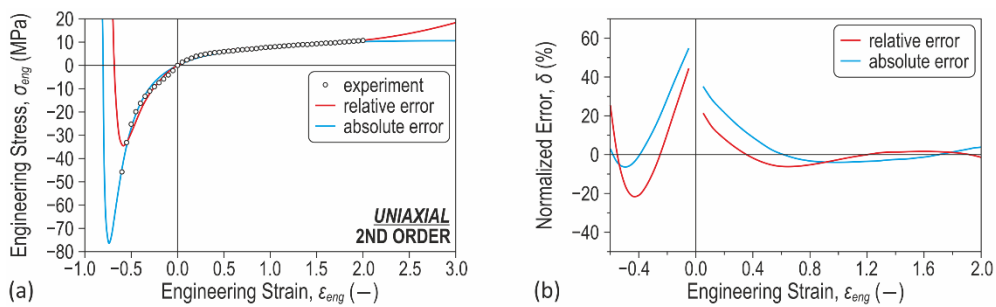 20
10
0
-10
-20
-30
-40
-50
-60
-70
-80
Engineering Stress, σeng (MPa)
experiment
relative error
absolute error
UNIAXIAL
2ND ORDER
-1.0 -0.5 0.0 0.5 1.0 1.5 2.0 2.5 3.0
(a) Engineering Strain, εeng (—)
60
40
20
0
-20
-40
Normalized Error, δ (%)
relative error
absolute error
-0.4 0.0 0.4 0.8 1.2 1.6 2.0
(b) Engineering Strain, εeng (—)